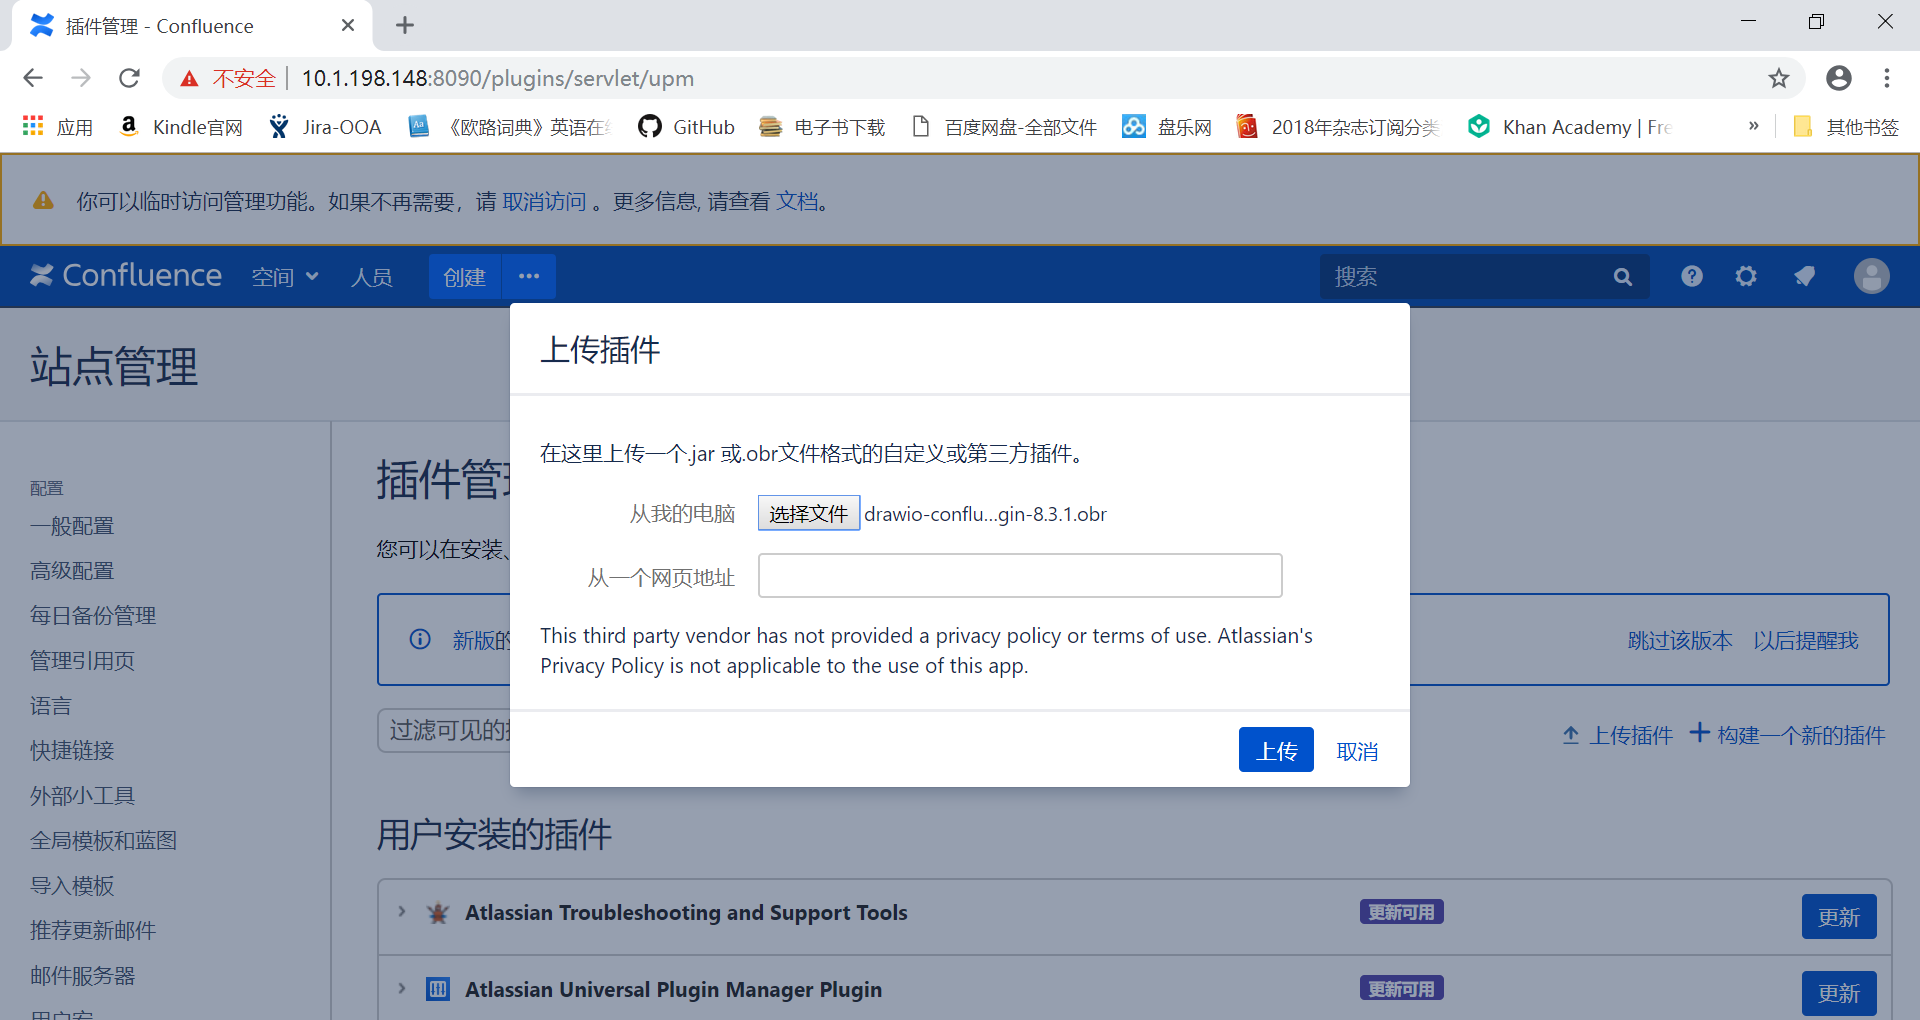 插件管理 - Confluence
不安全 10.1.198.148:8090/plugins/servlet/upm
应用 Kindle官网 Jira-OOA 《欧路词典》英语在线 GitHub 电子书下载 百度网盘-全部文件 盘乐网 2018年杂志订阅分类 Khan Academy | Fre » 其他书签
你可以临时访问管理功能。如果不再需要，请 取消访问 。更多信息, 请查看 文档。
Confluence 空间 人员 创建 ··· 搜索
站点管理
上传插件
在这里上传一个.jar 或.obr文件格式的自定义或第三方插件。
从我的电脑 选择文件 drawio-conflu...gin-8.3.1.obr
从一个网页地址
This third party vendor has not provided a privacy policy or terms of use. Atlassian's
Privacy Policy is not applicable to the use of this app.
上传 取消
配置
一般配置
高级配置
每日备份管理
管理引用页
语言
快捷链接
外部小工具
全局模板和蓝图
导入模板
推荐更新邮件
邮件服务器
插件管理
您可以在安装、
新版的 跳过该版本 以后提醒我
过滤可见的 上传插件 构建一个新的插件
用户安装的插件
Atlassian Troubleshooting and Support Tools 更新可用 更新
Atlassian Universal Plugin Manager Plugin 更新可用 更新